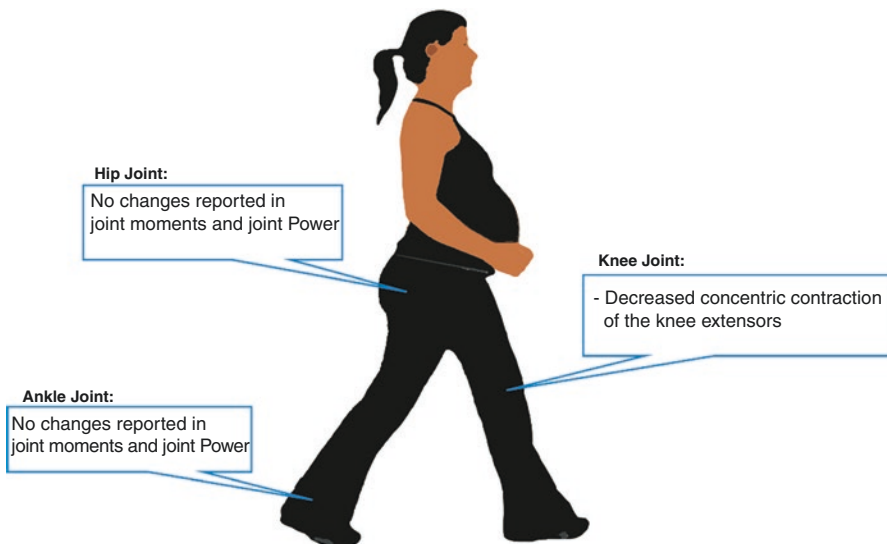 Hip Joint:
No changes reported in
joint moments and joint Power
Knee Joint:
- Decreased concentric contraction
of the knee extensors
Ankle Joint:
No changes reported in
joint moments and joint Power